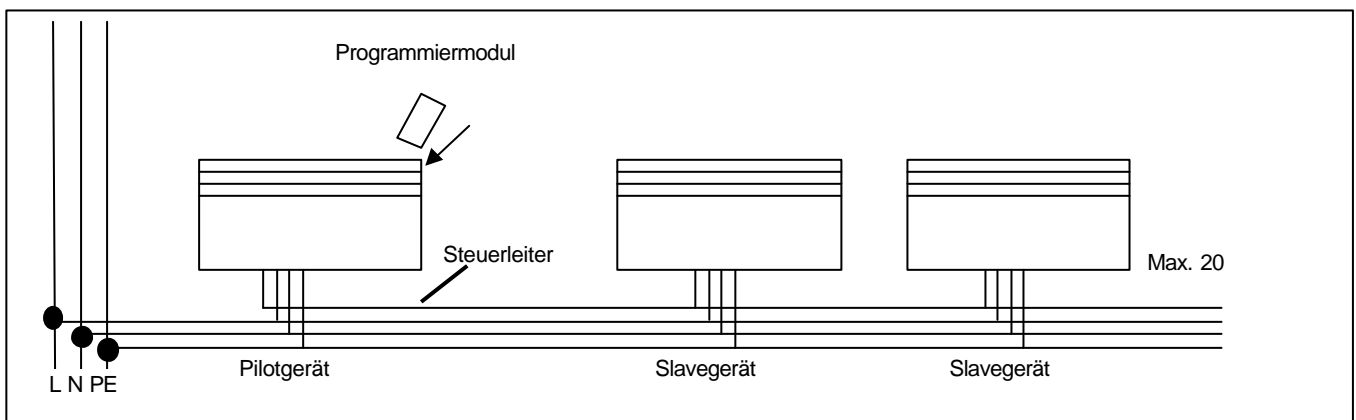 Programmiermodul
Steuerleiter
Max. 20
Pilotgerät
Slavegerät
Slavegerät
L N PE